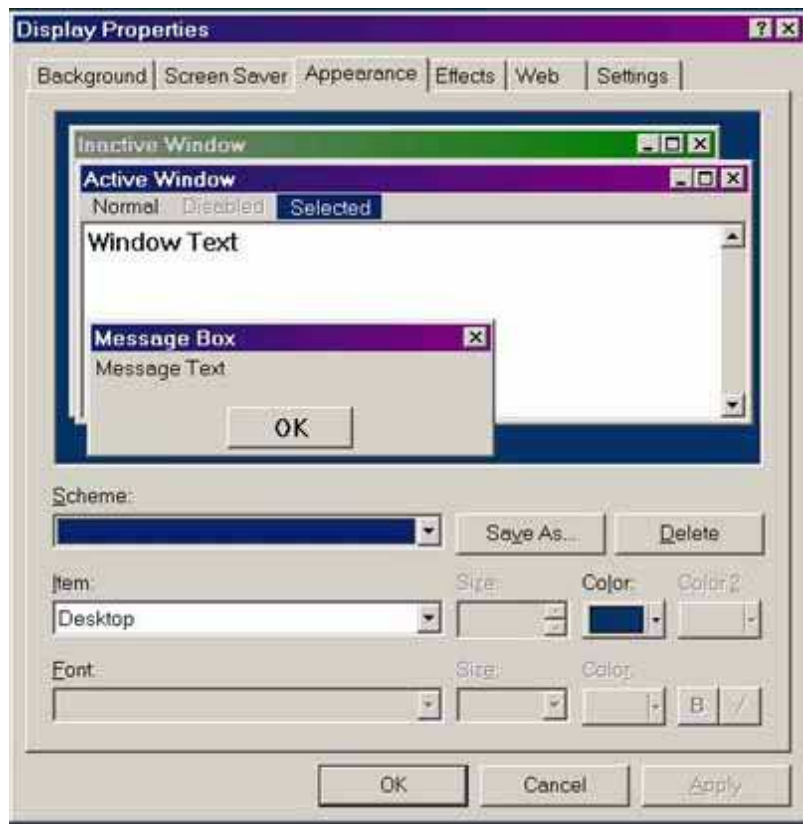 Display Properties
Background Screen Saver Appearance Effects Web Settings
Inactive Window
Active Window
Normal Disabled Selected
Window Text
Message Box
Message Text
OK
Scheme:
Save As... Delete
Item: Size: Color: Color 2
Desktop
Font: Size: Color:
B /
OK Cancel Apply